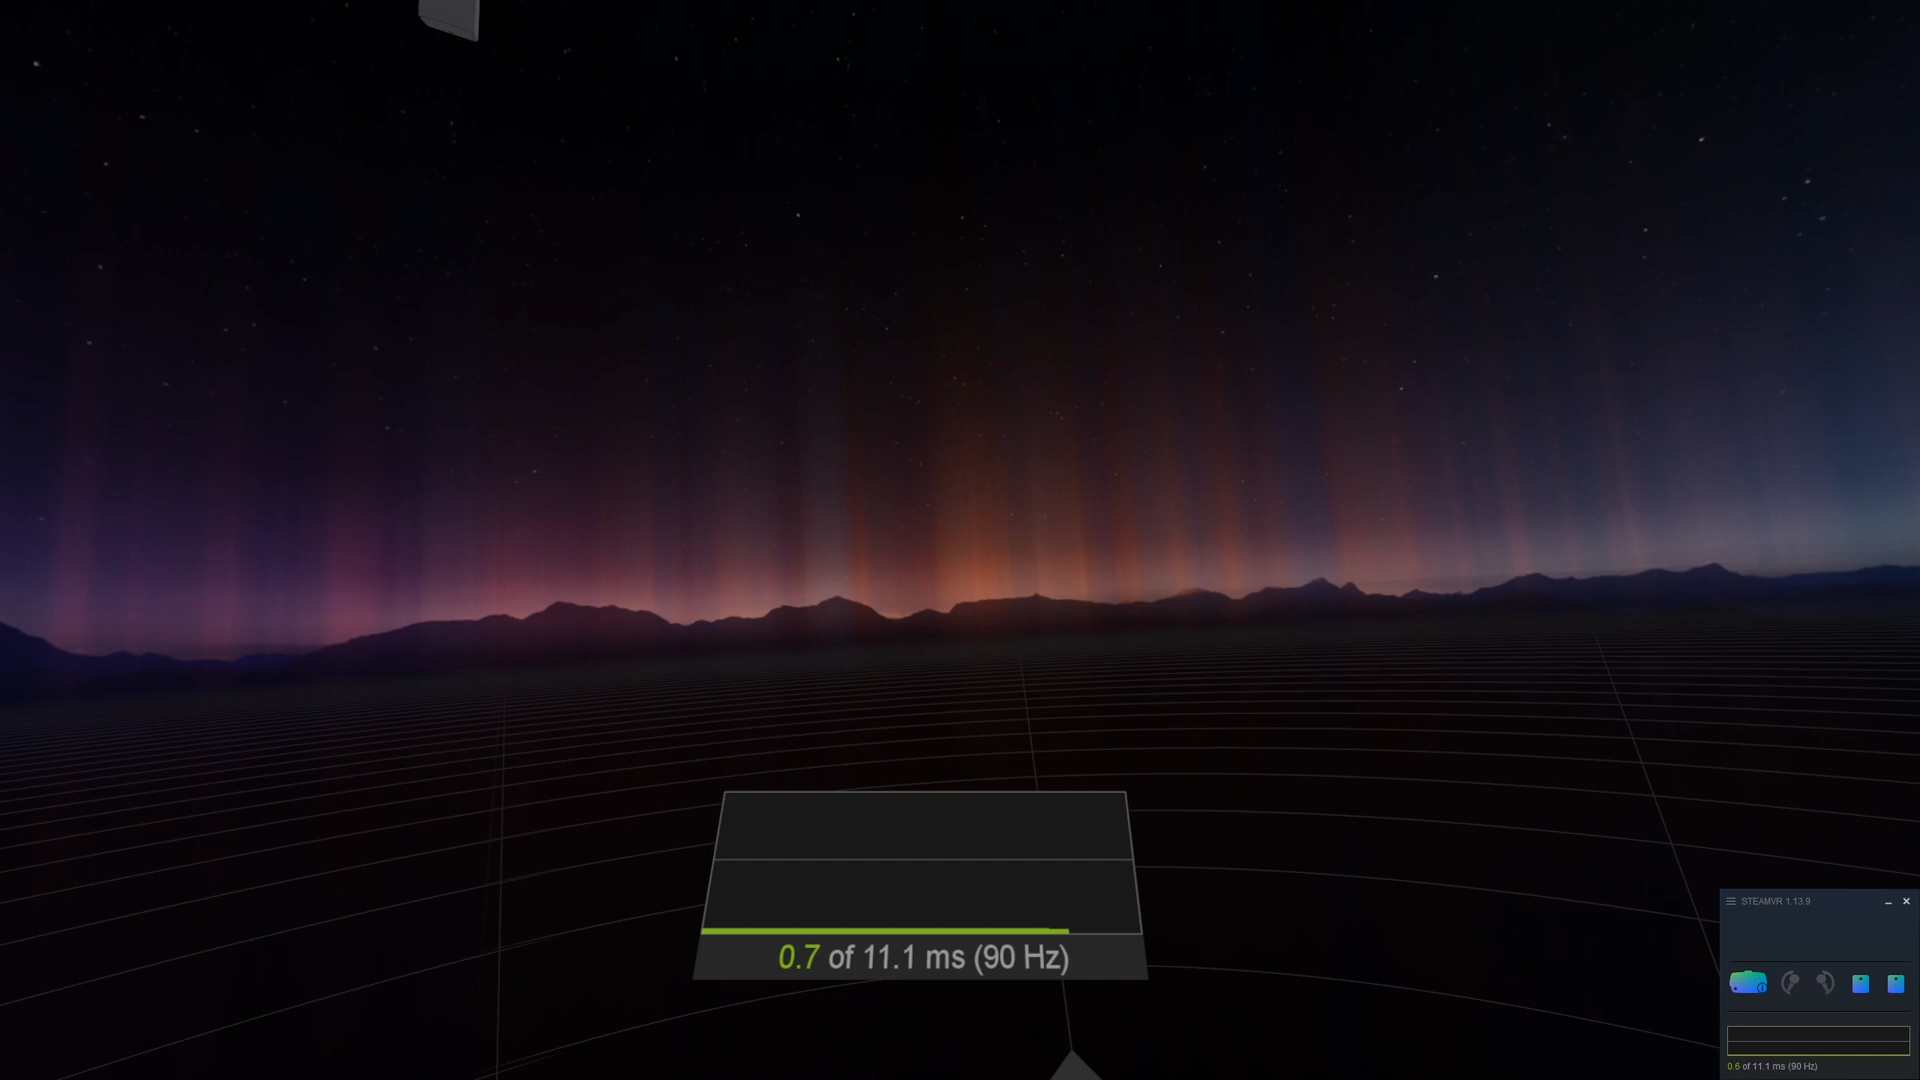 0.7 of 11.1 ms (90 Hz)
STEAMVR 1.13.9
0.6 of 11.1 ms (90 Hz)